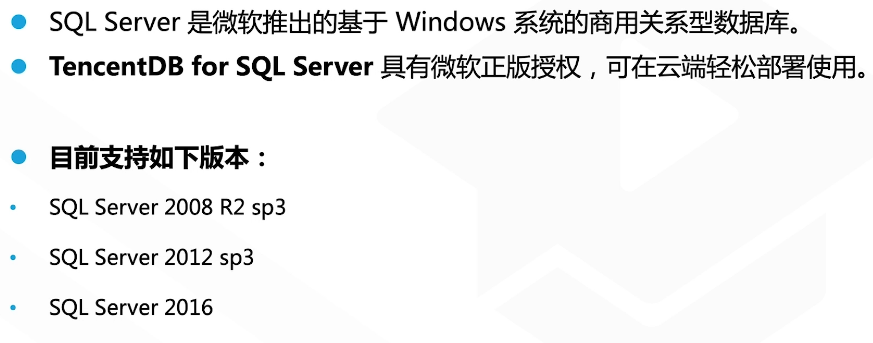 SQL Server 是微软推出的基于 Windows 系统的商用关系型数据库。
TencentDB for SQL Server 具有微软正版授权，可在云端轻松部署使用。
目前支持如下版本：
SQL Server 2008 R2 sp3
SQL Server 2012 sp3
SQL Server 2016